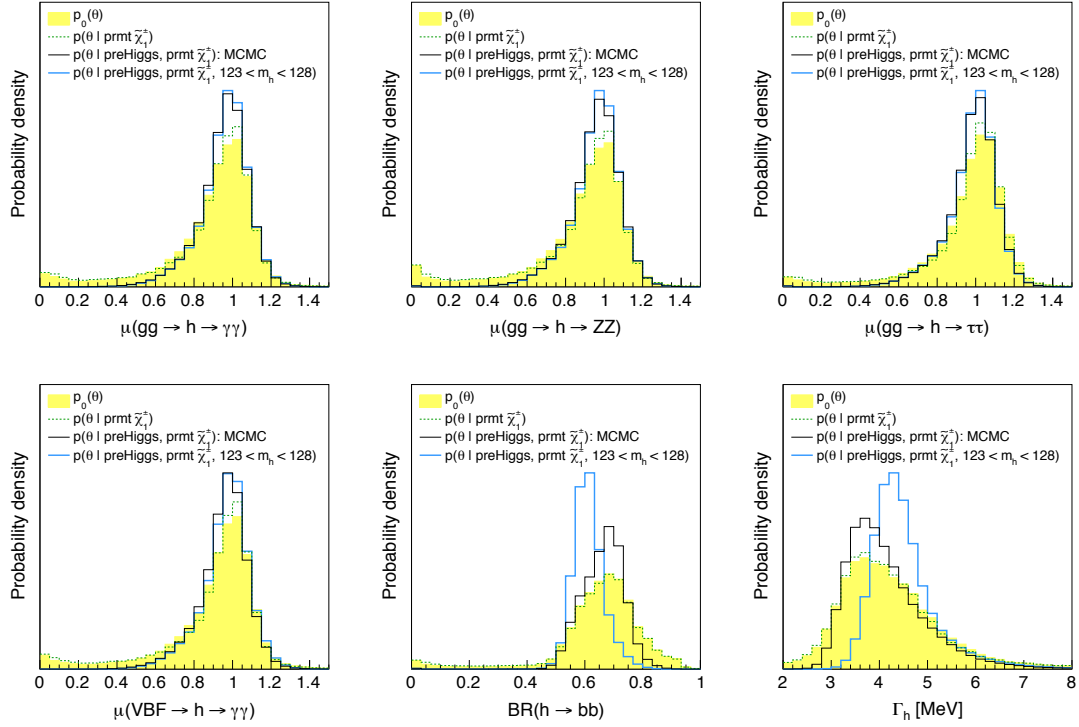 p₀(θ)
p(θ | prmt χ̃₁±)
p(θ | preHiggs, prmt χ̃₁±): MCMC
p(θ | preHiggs, prmt χ̃₁±, 123 < mₕ < 128)
Probability density
0 0.2 0.4 0.6 0.8 1 1.2 1.4
μ(gg → h → γγ)
p₀(θ)
p(θ | prmt χ̃₁±)
p(θ | preHiggs, prmt χ̃₁±): MCMC
p(θ | preHiggs, prmt χ̃₁±, 123 < mₕ < 128)
Probability density
0 0.2 0.4 0.6 0.8 1 1.2 1.4
μ(gg → h → ZZ)
p₀(θ)
p(θ | prmt χ̃₁±)
p(θ | preHiggs, prmt χ̃₁±): MCMC
p(θ | preHiggs, prmt χ̃₁±, 123 < mₕ < 128)
Probability density
0 0.2 0.4 0.6 0.8 1 1.2 1.4
μ(gg → h → ττ)
p₀(θ)
p(θ | prmt χ̃₁±)
p(θ | preHiggs, prmt χ̃₁±): MCMC
p(θ | preHiggs, prmt χ̃₁±, 123 < mₕ < 128)
Probability density
0 0.2 0.4 0.6 0.8 1 1.2 1.4
μ(VBF → h → γγ)
p₀(θ)
p(θ | prmt χ̃₁±)
p(θ | preHiggs, prmt χ̃₁±): MCMC
p(θ | preHiggs, prmt χ̃₁±, 123 < mₕ < 128)
Probability density
0 0.2 0.4 0.6 0.8 1
BR(h → bb)
p₀(θ)
p(θ | prmt χ̃₁±)
p(θ | preHiggs, prmt χ̃₁±): MCMC
p(θ | preHiggs, prmt χ̃₁±, 123 < mₕ < 128)
Probability density
2 3 4 5 6 7 8
Γₕ [MeV]